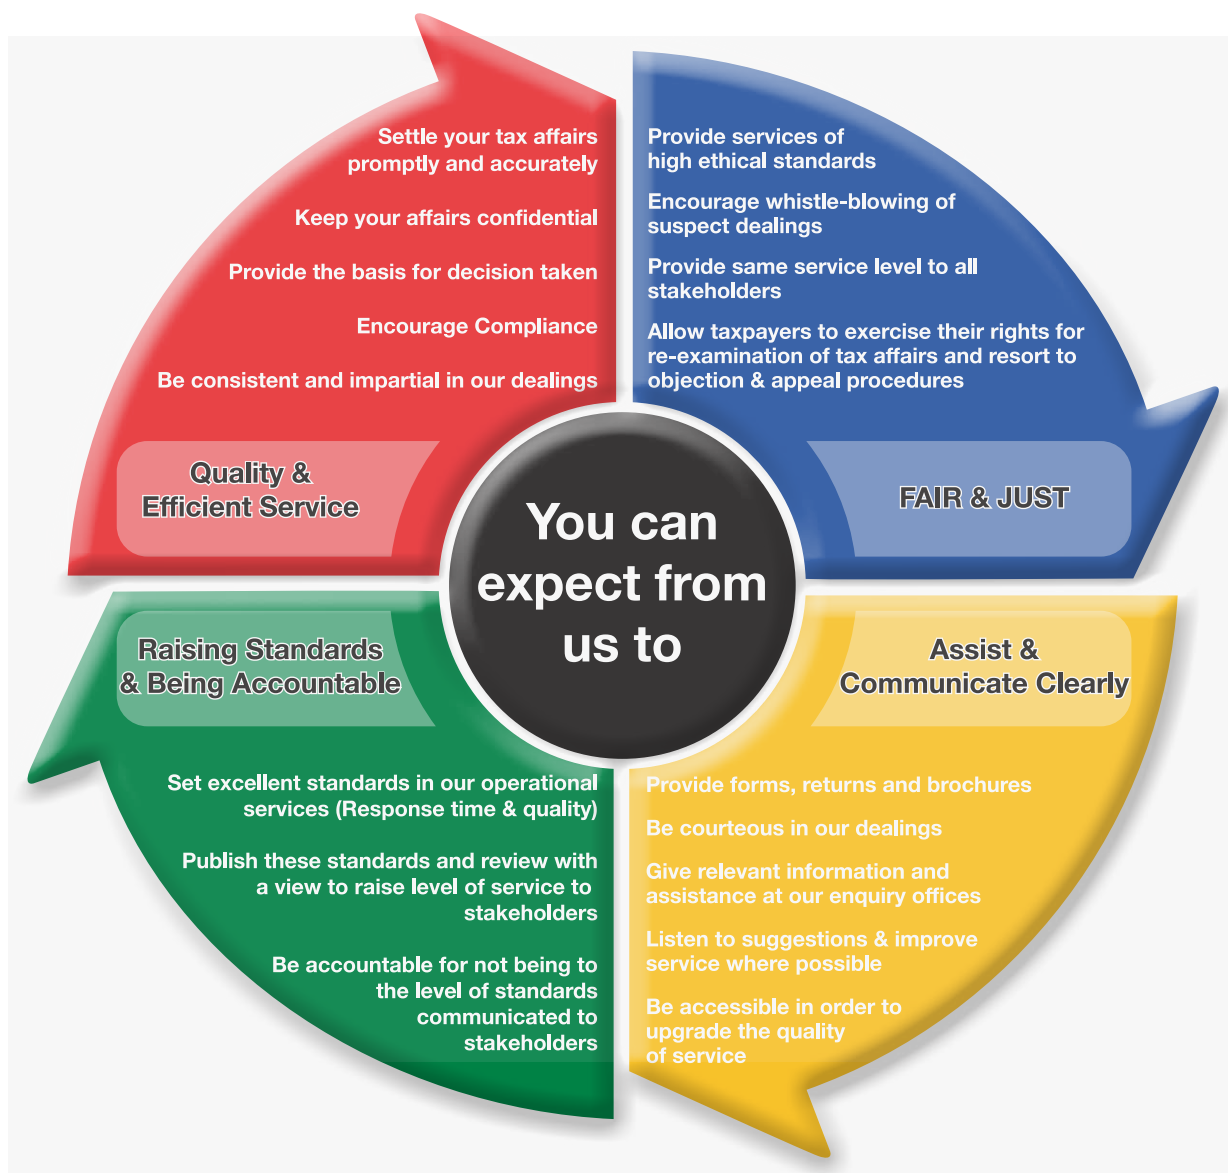 Settle your tax affairs
promptly and accurately
Keep your affairs confidential
Provide the basis for decision taken
Encourage Compliance
Be consistent and impartial in our dealings
Quality &
Efficient Service
Provide services of
high ethical standards
Encourage whistle-blowing of
suspect dealings
Provide same service level to all
stakeholders
Allow taxpayers to exercise their rights for
re-examination of tax affairs and resort to
objection & appeal procedures
FAIR & JUST
You can
expect from
us to
Raising Standards
& Being Accountable
Set excellent standards in our operational
services (Response time & quality)
Publish these standards and review with
a view to raise level of service to
stakeholders
Be accountable for not being to
the level of standards
communicated to
stakeholders
Assist &
Communicate Clearly
Provide forms, returns and brochures
Be courteous in our dealings
Give relevant information and
assistance at our enquiry offices
Listen to suggestions & improve
service where possible
Be accessible in order to
upgrade the quality
of service